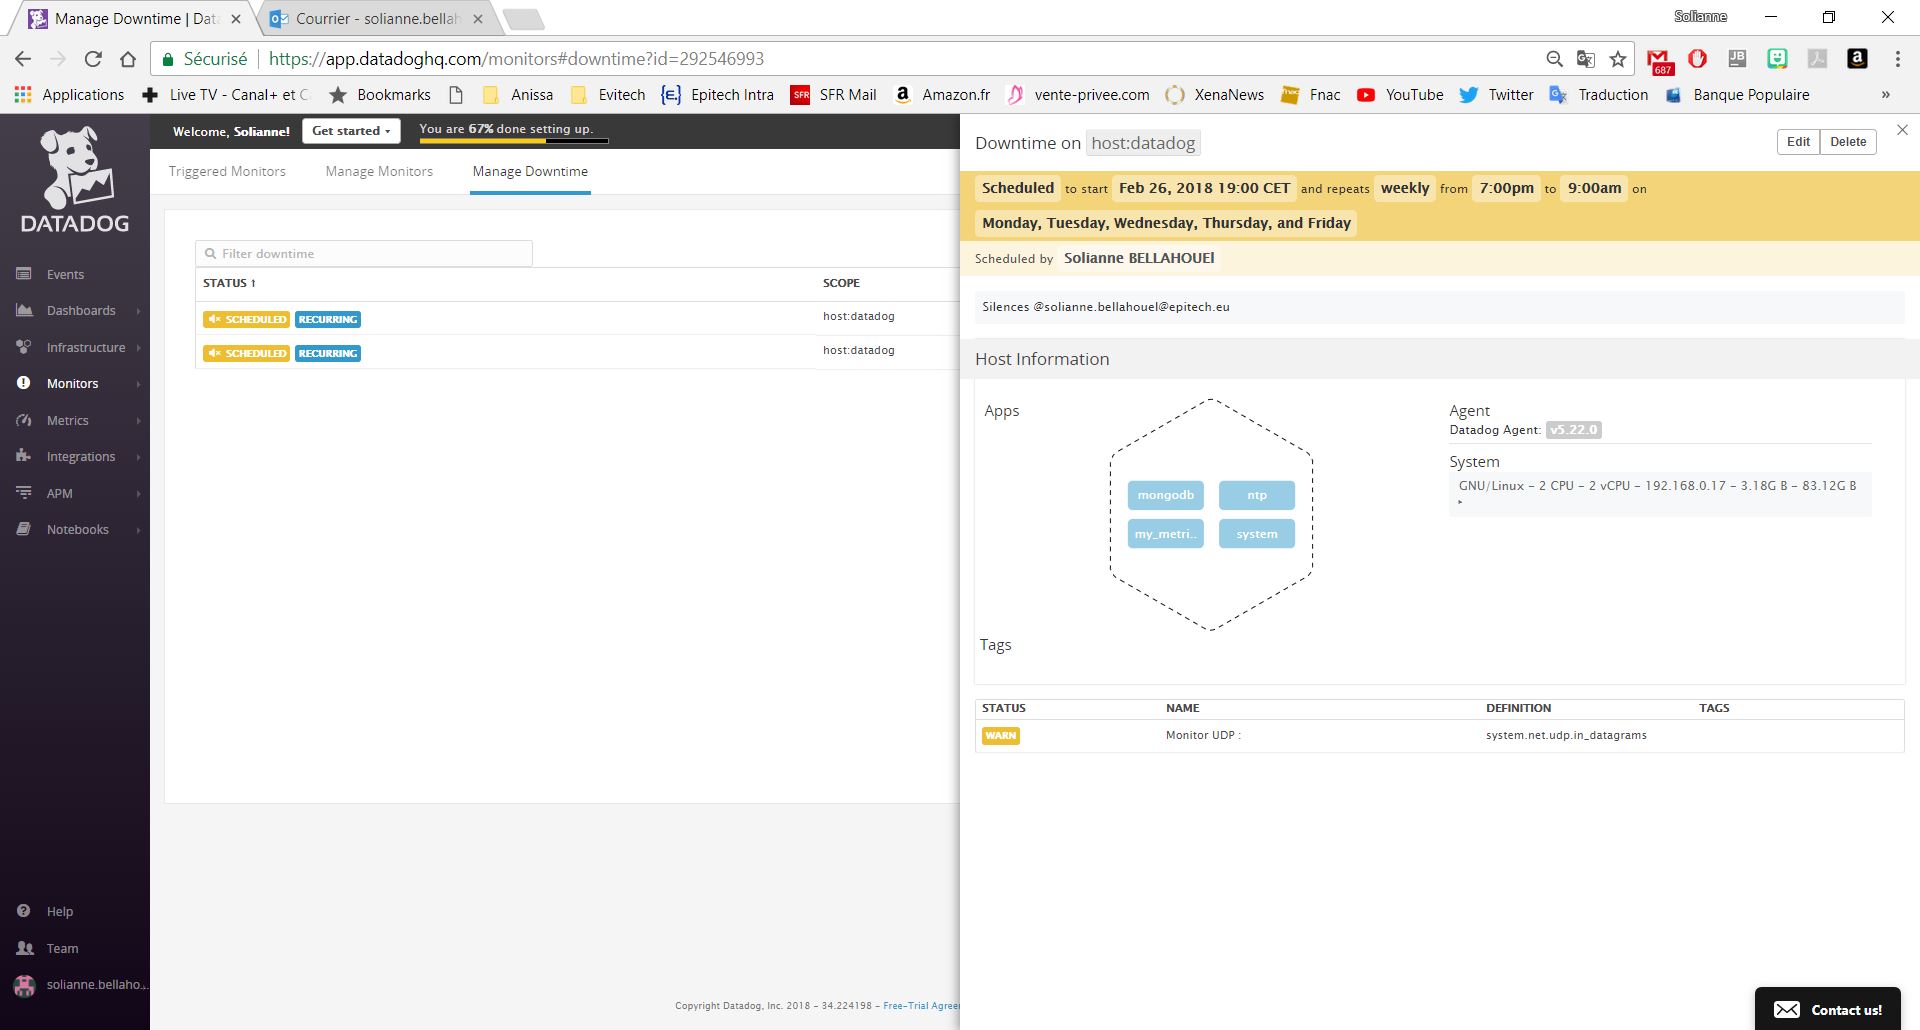 Manage Downtime | Dat
Courrier - solianne.bellah
Solianne
Sécurisé
https://app.datadoghq.com/monitors#downtime?id=292546993
687
JB
Applications
Live TV - Canal+ et C
Bookmarks
Anissa
Evitech
Epitech Intra
SFR
SFR Mail
Amazon.fr
vente-privee.com
XenaNews
fnac
Fnac
YouTube
Twitter
Traduction
Banque Populaire
»
DATADOG
Events
Dashboards
Infrastructure
Monitors
Metrics
Integrations
APM
Notebooks
Help
Team
solianne.bellaho...
Welcome, Solianne!
Get started
You are 67% done setting up.
Triggered Monitors
Manage Monitors
Manage Downtime
Filter downtime
STATUS ↑ SCOPE
SCHEDULED RECURRING host:datadog
SCHEDULED RECURRING host:datadog
Copyright Datadog, Inc. 2018 - 34.224198 - Free-Trial Agree
Downtime on host:datadog
Edit
Delete
Scheduled to start Feb 26, 2018 19:00 CET and repeats weekly from 7:00pm to 9:00am on
Monday, Tuesday, Wednesday, Thursday, and Friday
Scheduled by Solianne BELLAHOUEl
Silences @solianne.bellahouel@epitech.eu
Host Information
Apps
mongodb ntp
my_metri.. system
Tags
Agent
Datadog Agent: v5.22.0
System
GNU/Linux - 2 CPU - 2 vCPU - 192.168.0.17 - 3.18G B - 83.12G B
STATUS NAME DEFINITION TAGS
WARN Monitor UDP : system.net.udp.in_datagrams
Contact us!